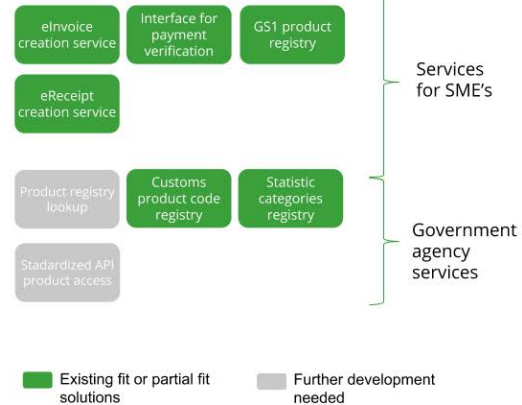 eInvoice
creation service
Interface for
payment
verification
GS1 product
registry
eReceipt
creation service
Services
for SME's
Product registry
lookup
Customs
product code
registry
Statistic
categories
registry
Stadardized API
product access
Government
agency
services
Existing fit or partial fit
solutions
Further development
needed